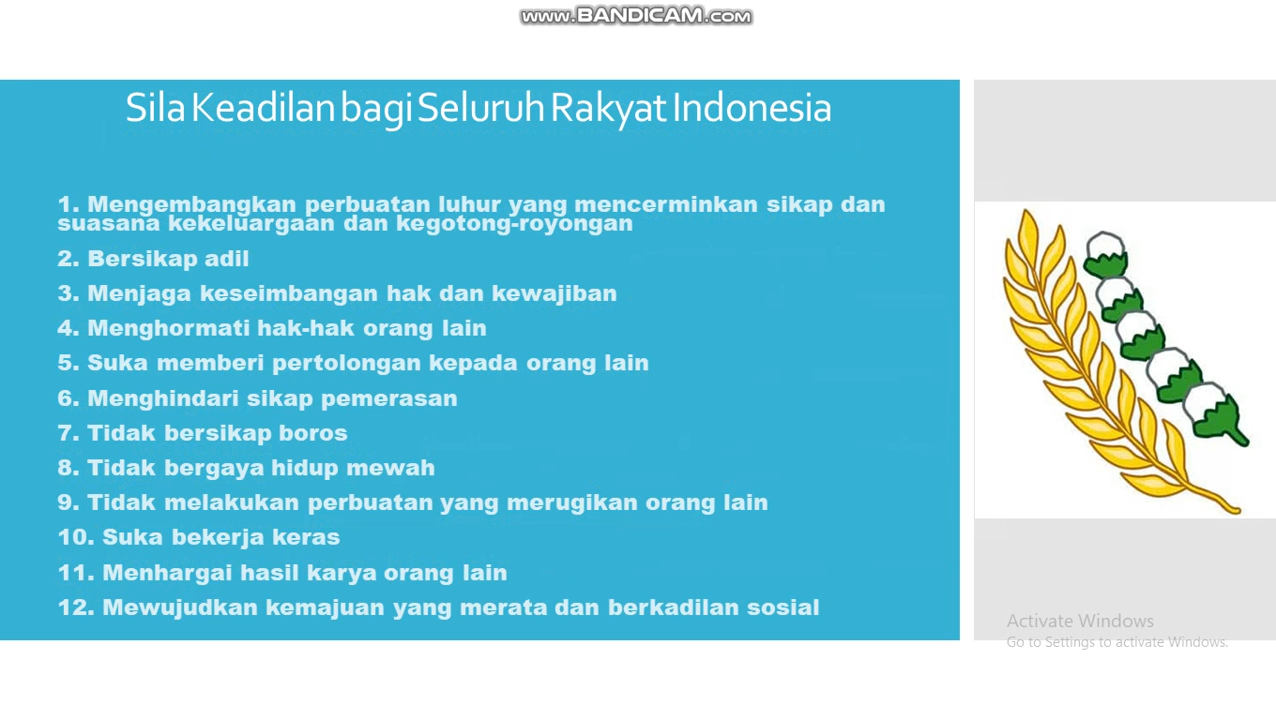 www.BANDICAM.com
Sila Keadilan bagi Seluruh Rakyat Indonesia
1. Mengembangkan perbuatan luhur yang mencerminkan sikap dan
suasana kekeluargaan dan kegotong-royongan
2. Bersikap adil
3. Menjaga keseimbangan hak dan kewajiban
4. Menghormati hak-hak orang lain
5. Suka memberi pertolongan kepada orang lain
6. Menghindari sikap pemerasan
7. Tidak bersikap boros
8. Tidak bergaya hidup mewah
9. Tidak melakukan perbuatan yang merugikan orang lain
10. Suka bekerja keras
11. Menhargai hasil karya orang lain
12. Mewujudkan kemajuan yang merata dan berkadilan sosial
Activate Windows
Go to Settings to activate Windows.